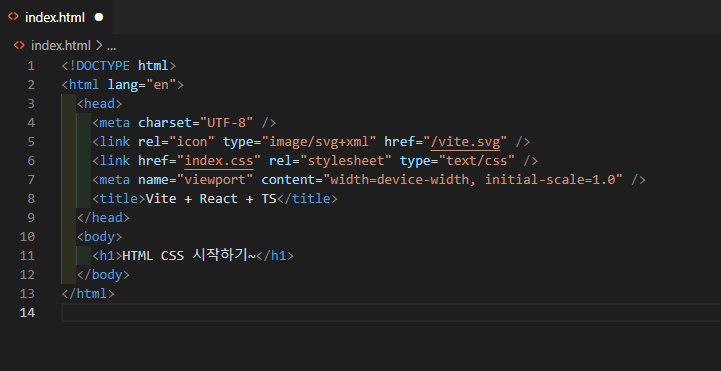 index.html
index.html > ...
1 <!DOCTYPE html>
2 <html lang="en">
3 <head>
4 <meta charset="UTF-8" />
5 <link rel="icon" type="image/svg+xml" href="/vite.svg" />
6 <link href="index.css" rel="stylesheet" type="text/css" />
7 <meta name="viewport" content="width=device-width, initial-scale=1.0" />
8 <title>Vite + React + TS</title>
9 </head>
10 <body>
11 <h1>HTML CSS 시작하기~</h1>
12 </body>
13 </html>
14